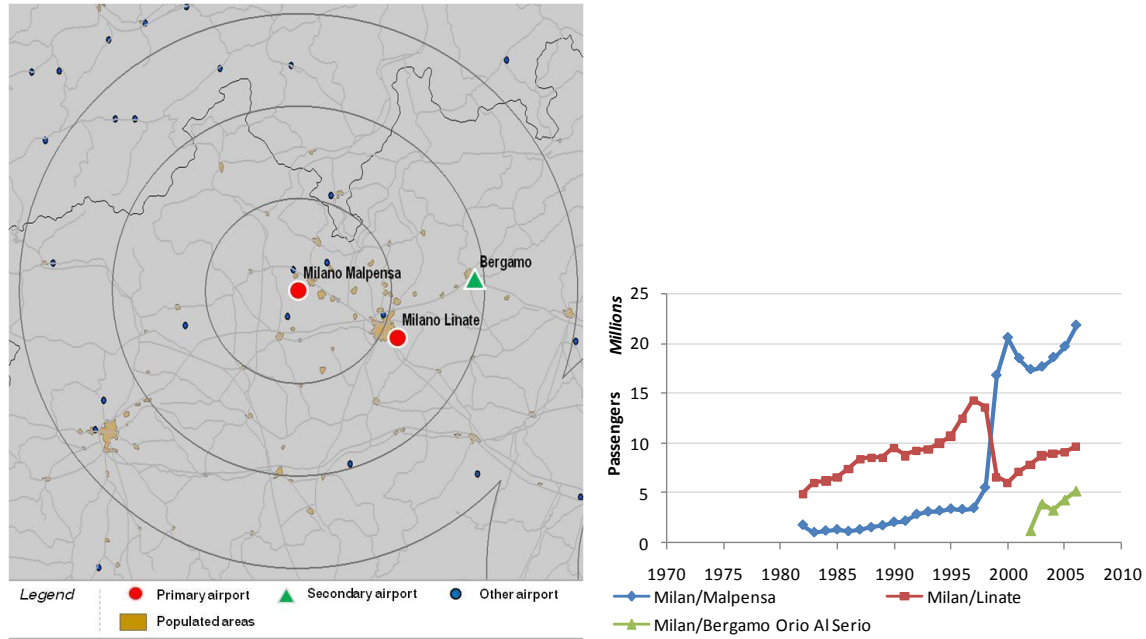 Bergamo
Milano Malpensa
Milano Linate
Legend
Primary airport
Secondary airport
Other airport
Populated areas
Millions
Passengers
25
20
15
10
5
0
1970 1975 1980 1985 1990 1995 2000 2005 2010
Milan/Malpensa
Milan/Linate
Milan/Bergamo Orio Al Serio